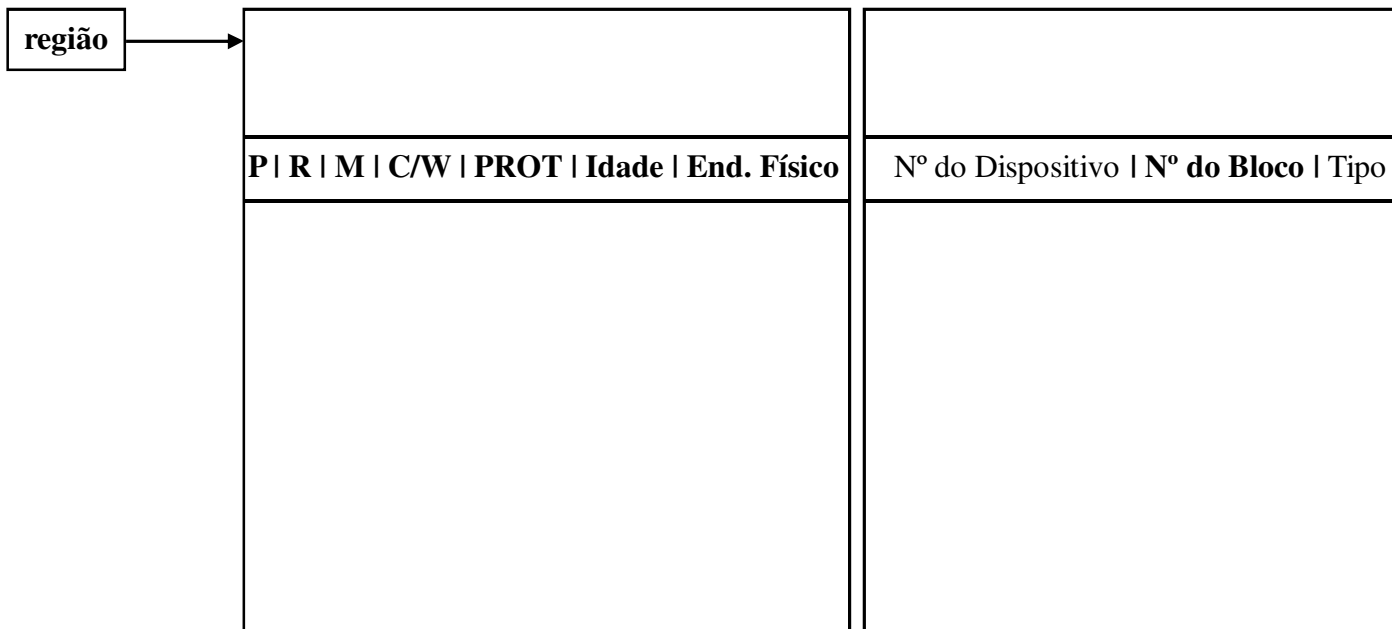 região
P | R | M | C/W | PROT | Idade | End. Físico
Nº do Dispositivo | Nº do Bloco | Tipo